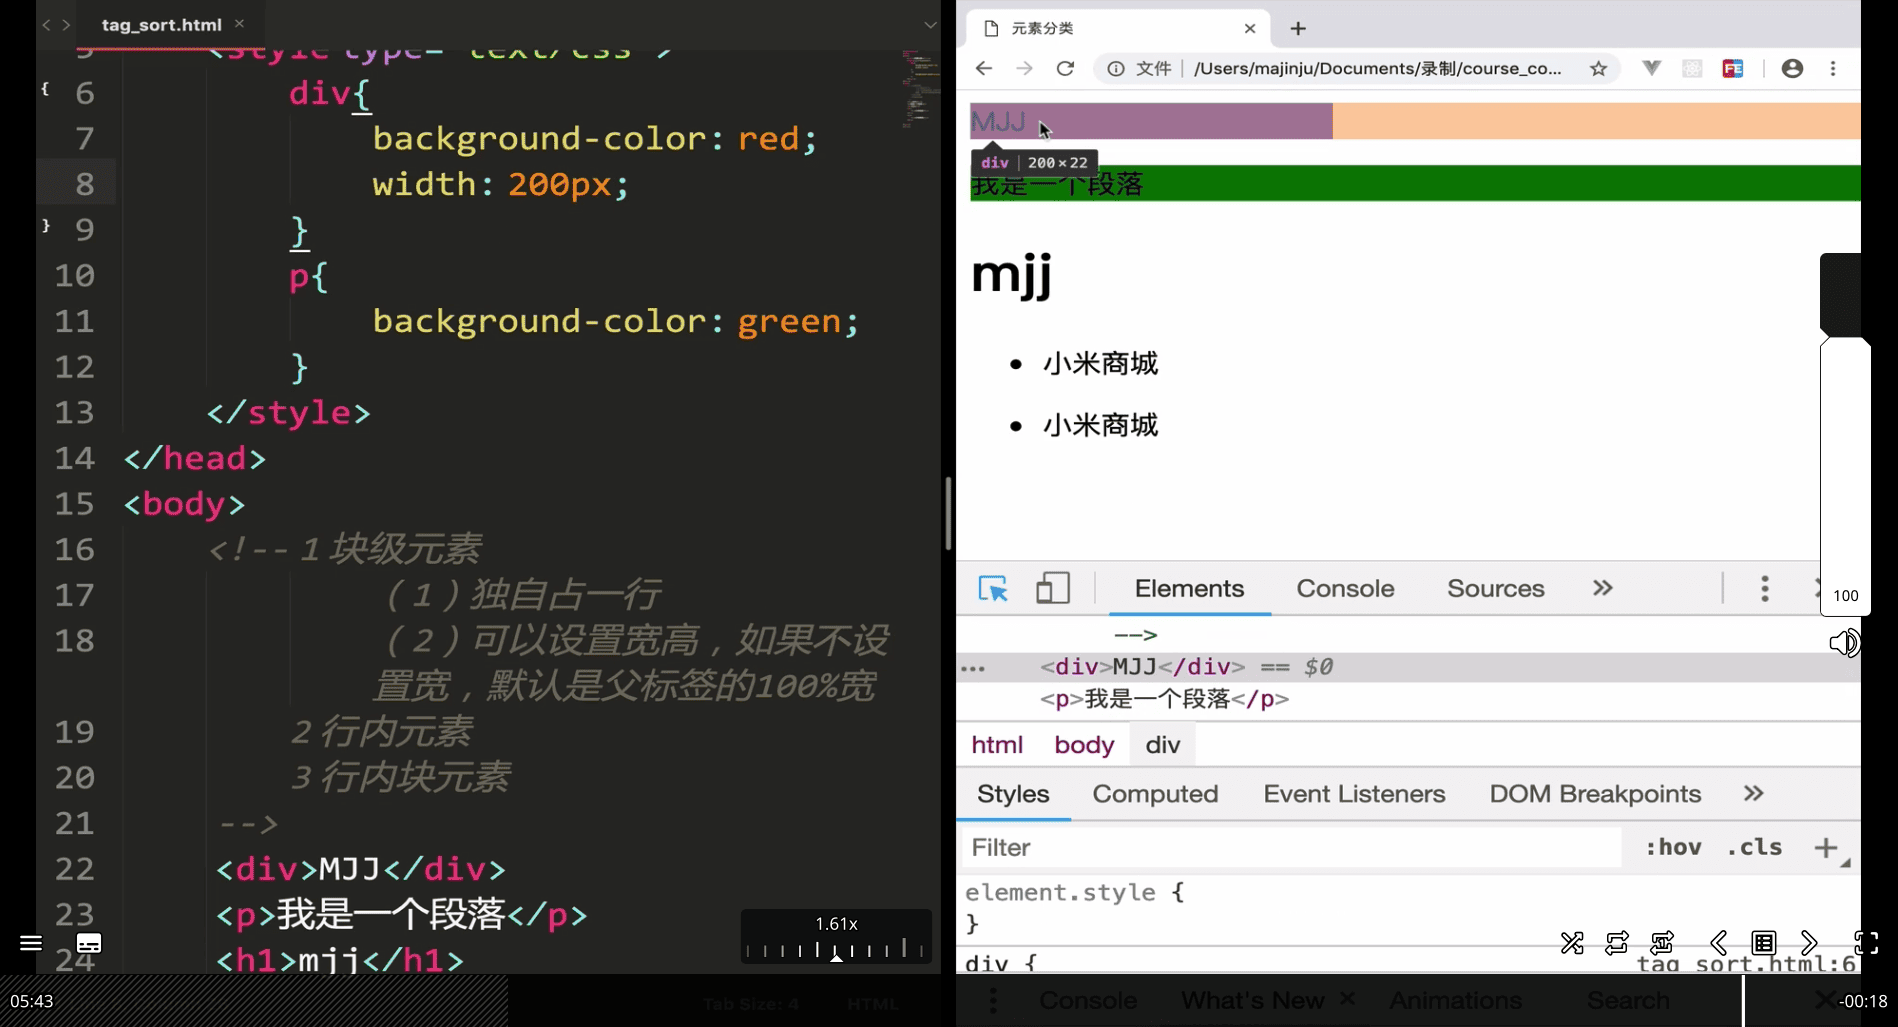 tag_sort.html ×
5 <style type="text/css">
{ 6 div{
7 background-color: red;
8 width: 200px;
} 9 }
10 p{
11 background-color: green;
12 }
13 </style>
14 </head>
15 <body>
16 <!-- 1 块级元素
17 （1）独自占一行
18 （2）可以设置宽高，如果不设
置宽，默认是父标签的100%宽
19 2 行内元素
20 3 行内块元素
21 -->
22 <div>MJJ</div>
23 <p>我是一个段落</p>
24 <h1>mjj</h1>
1.61x
05:43
Tab Size: 4 HTML
元素分类
文件 /Users/majinju/Documents/录制/course_co...
FE
MJJ
div | 200×22
我是一个段落
mjj
• 小米商城
• 小米商城
100
Elements Console Sources »
-->
... <div>MJJ</div> == $0
<p>我是一个段落</p>
html body div
Styles Computed Event Listeners DOM Breakpoints »
Filter :hov .cls +
element.style {
}
div { tag_sort.html:6
Console What's New × Animations Search
-00:18